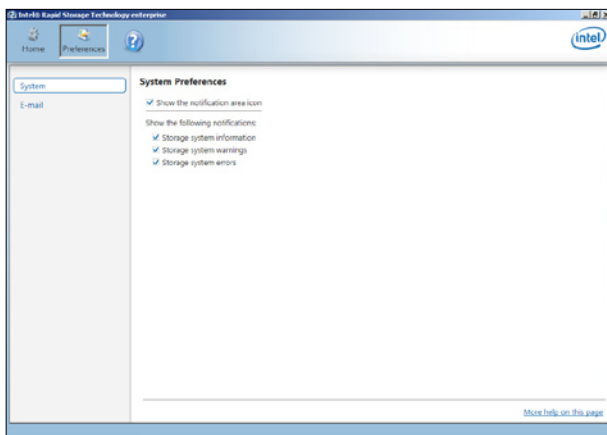 Intel® Rapid Storage Technology enterprise
Home
Preferences
?
intel
System
E-mail
System Preferences
Show the notification area icon
Show the following notifications:
Storage system information
Storage system warnings
Storage system errors
More help on this page